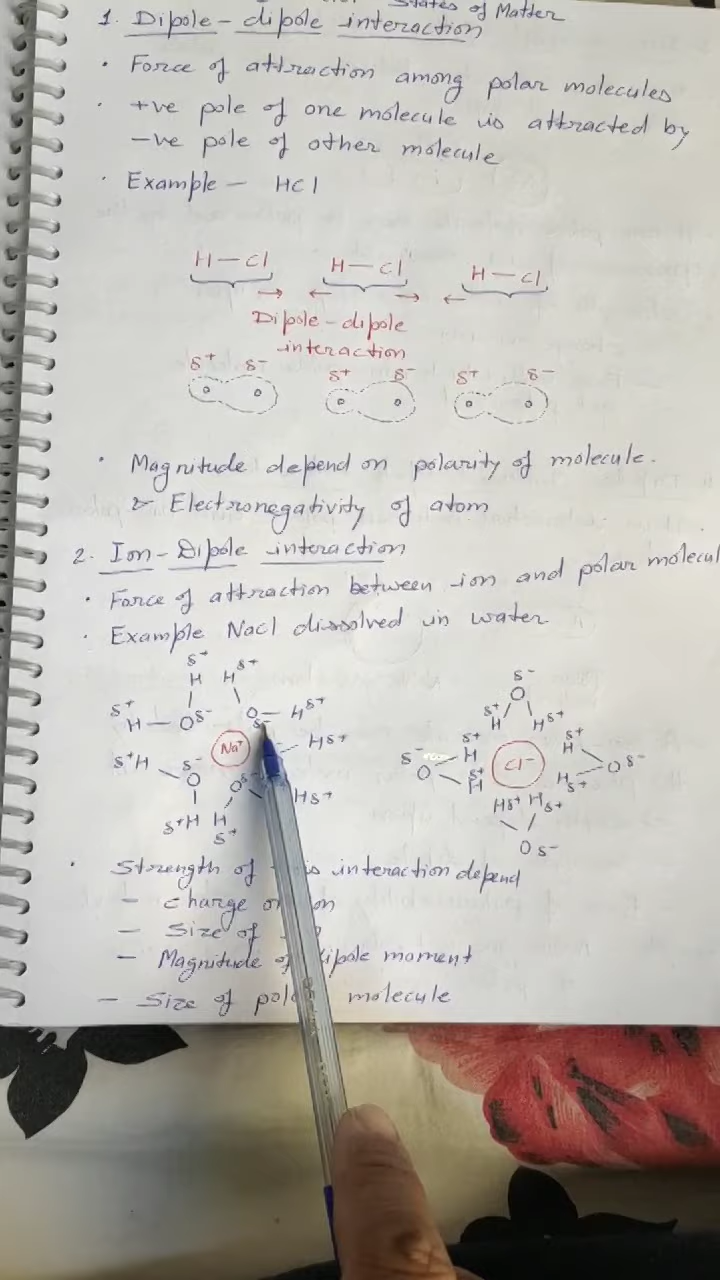 States of Matter
1. Dipole - dipole interaction
· Force of attraction among polar molecules
· +ve pole of one molecule is attracted by
-ve pole of other molecule
· Example - HCl
H - Cl H - Cl H - Cl
→ ← → ←
Dipole - dipole
interaction
δ+ δ- δ+ δ- δ+ δ-
· Magnitude depend on polarity of molecule.
& Electronegativity of atom
2. Ion - Dipole interaction
· Force of attraction between ion and polar molecul
· Example NaCl dissolved in water
δ+ δ+ δ-
H H O
δ+ H - O δ- O - H δ+ δ+ H H δ+
δ-
Na+ - H δ+ δ- O δ+ H δ+ H Cl- δ+ H H δ+ O δ-
δ+ H δ- O O δ- H δ+
δ+ H H Hδ+ H δ+
δ+ O δ-
· Strength of interaction depend
- charge on
- Size of
- Magnitude of dipole moment
- Size of molecule